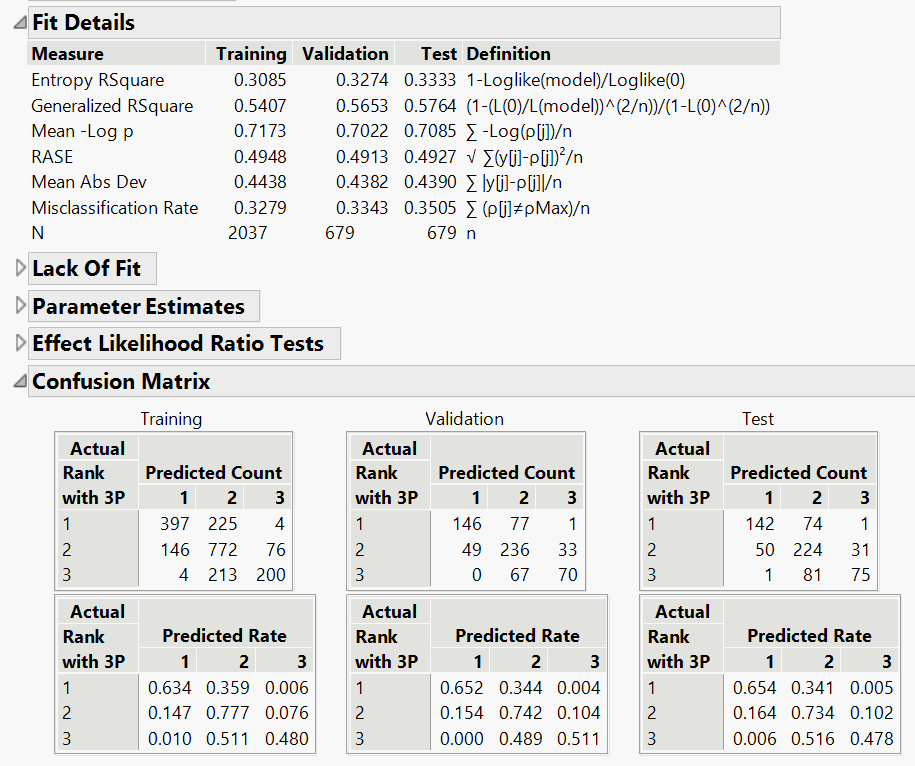 Fit Details
Measure Training Validation Test Definition
Entropy RSquare 0.3085 0.3274 0.3333 1-Loglike(model)/Loglike(0)
Generalized RSquare 0.5407 0.5653 0.5764 (1-(L(0)/L(model))^(2/n))/(1-L(0)^(2/n))
Mean -Log p 0.7173 0.7022 0.7085 ∑ -Log(ρ[j])/n
RASE 0.4948 0.4913 0.4927 √ ∑(y[j]-ρ[j])²/n
Mean Abs Dev 0.4438 0.4382 0.4390 ∑ |y[j]-ρ[j]|/n
Misclassification Rate 0.3279 0.3343 0.3505 ∑ (ρ[j]≠ρMax)/n
N 2037 679 679 n
Lack Of Fit
Parameter Estimates
Effect Likelihood Ratio Tests
Confusion Matrix
Training Validation Test
Actual Actual Actual
Rank Predicted Count Rank Predicted Count Rank Predicted Count
with 3P 1 2 3 with 3P 1 2 3 with 3P 1 2 3
1 397 225 4 1 146 77 1 1 142 74 1
2 146 772 76 2 49 236 33 2 50 224 31
3 4 213 200 3 0 67 70 3 1 81 75
Actual Actual Actual
Rank Predicted Rate Rank Predicted Rate Rank Predicted Rate
with 3P 1 2 3 with 3P 1 2 3 with 3P 1 2 3
1 0.634 0.359 0.006 1 0.652 0.344 0.004 1 0.654 0.341 0.005
2 0.147 0.777 0.076 2 0.154 0.742 0.104 2 0.164 0.734 0.102
3 0.010 0.511 0.480 3 0.000 0.489 0.511 3 0.006 0.516 0.478